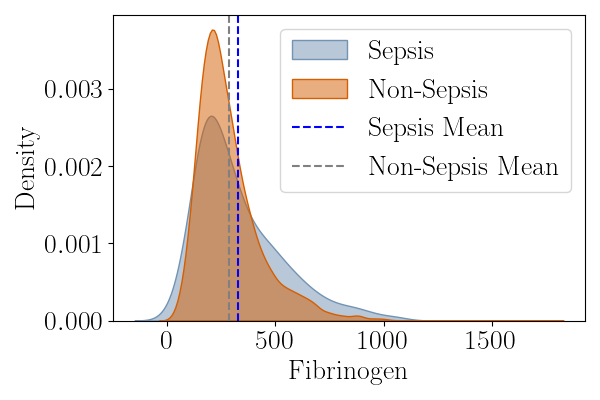 Sepsis
Non-Sepsis
Sepsis Mean
Non-Sepsis Mean
Density
0.003
0.002
0.001
0.000
0
500
1000
1500
Fibrinogen